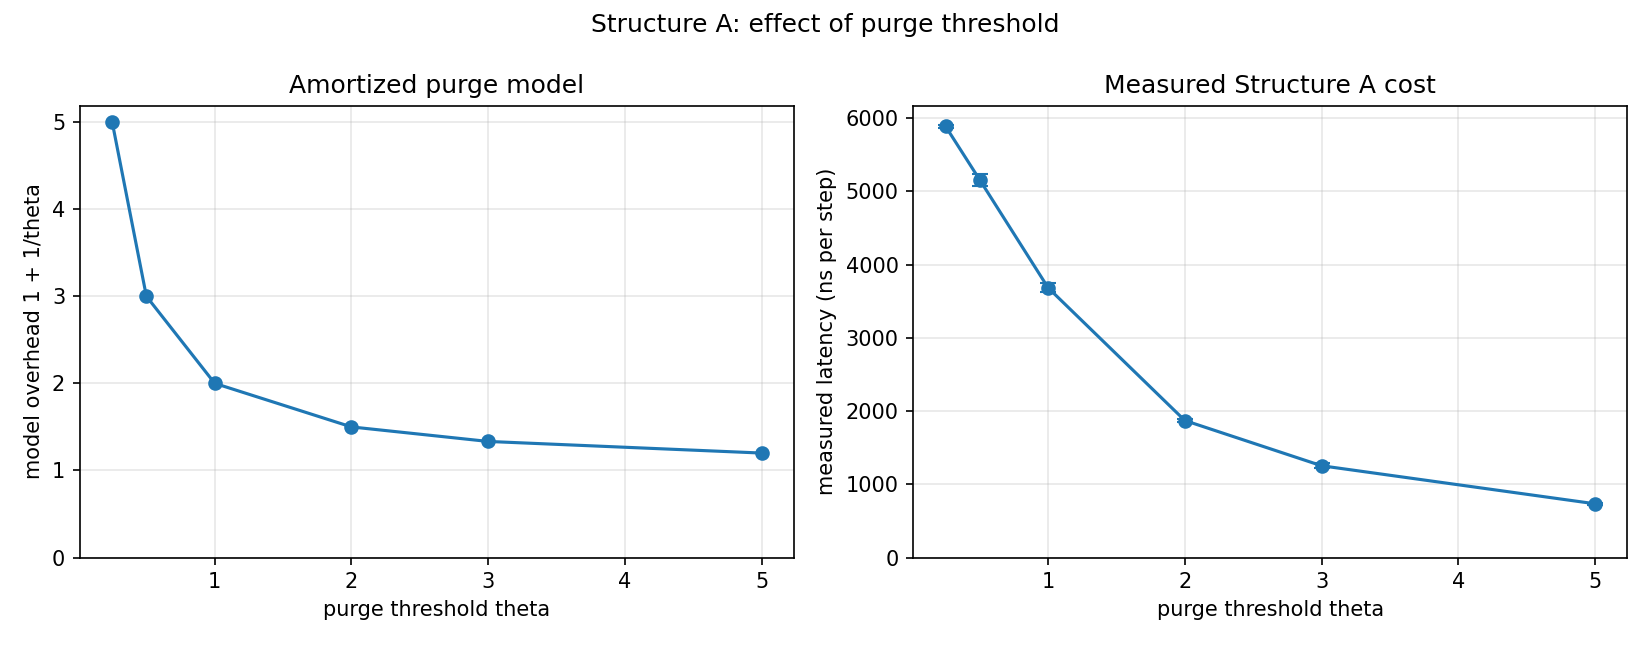 Structure A: effect of purge threshold
Amortized purge model
model overhead 1 + 1/theta
5
4
3
2
1
0
1 2 3 4 5
purge threshold theta
Measured Structure A cost
measured latency (ns per step)
6000
5000
4000
3000
2000
1000
0
1 2 3 4 5
purge threshold theta